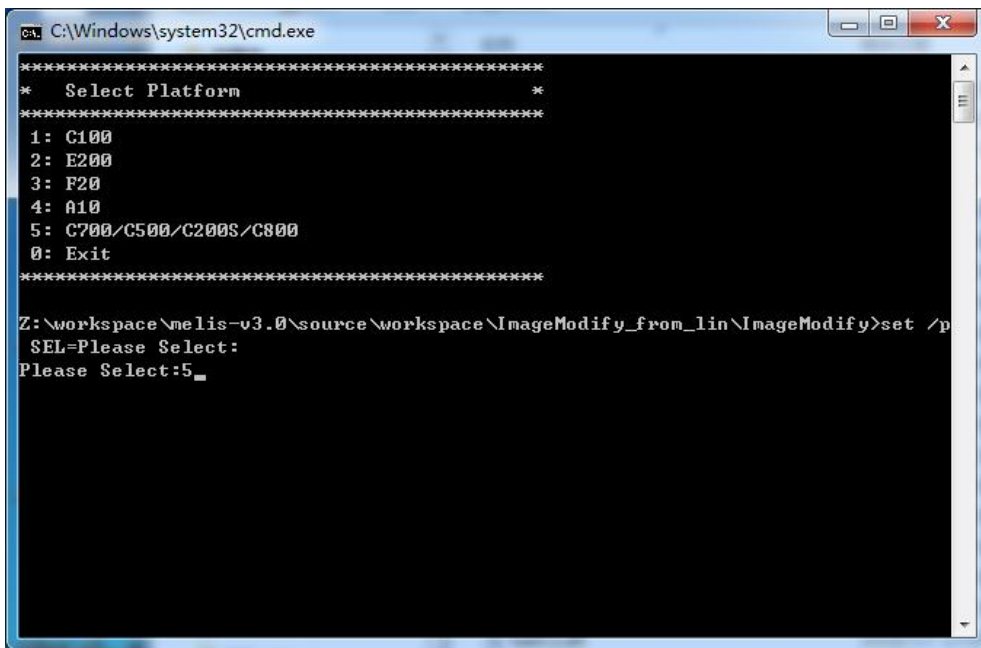 C:\Windows\system32\cmd.exe
*********************************************
*   Select Platform                         *
*********************************************
 1: C100
 2: E200
 3: F20
 4: A10
 5: C700/C500/C200S/C800
 0: Exit
*********************************************
Z:\workspace\melis-v3.0\source\workspace\ImageModify_from_lin\ImageModify>set /p
 SEL=Please Select:
Please Select:5_